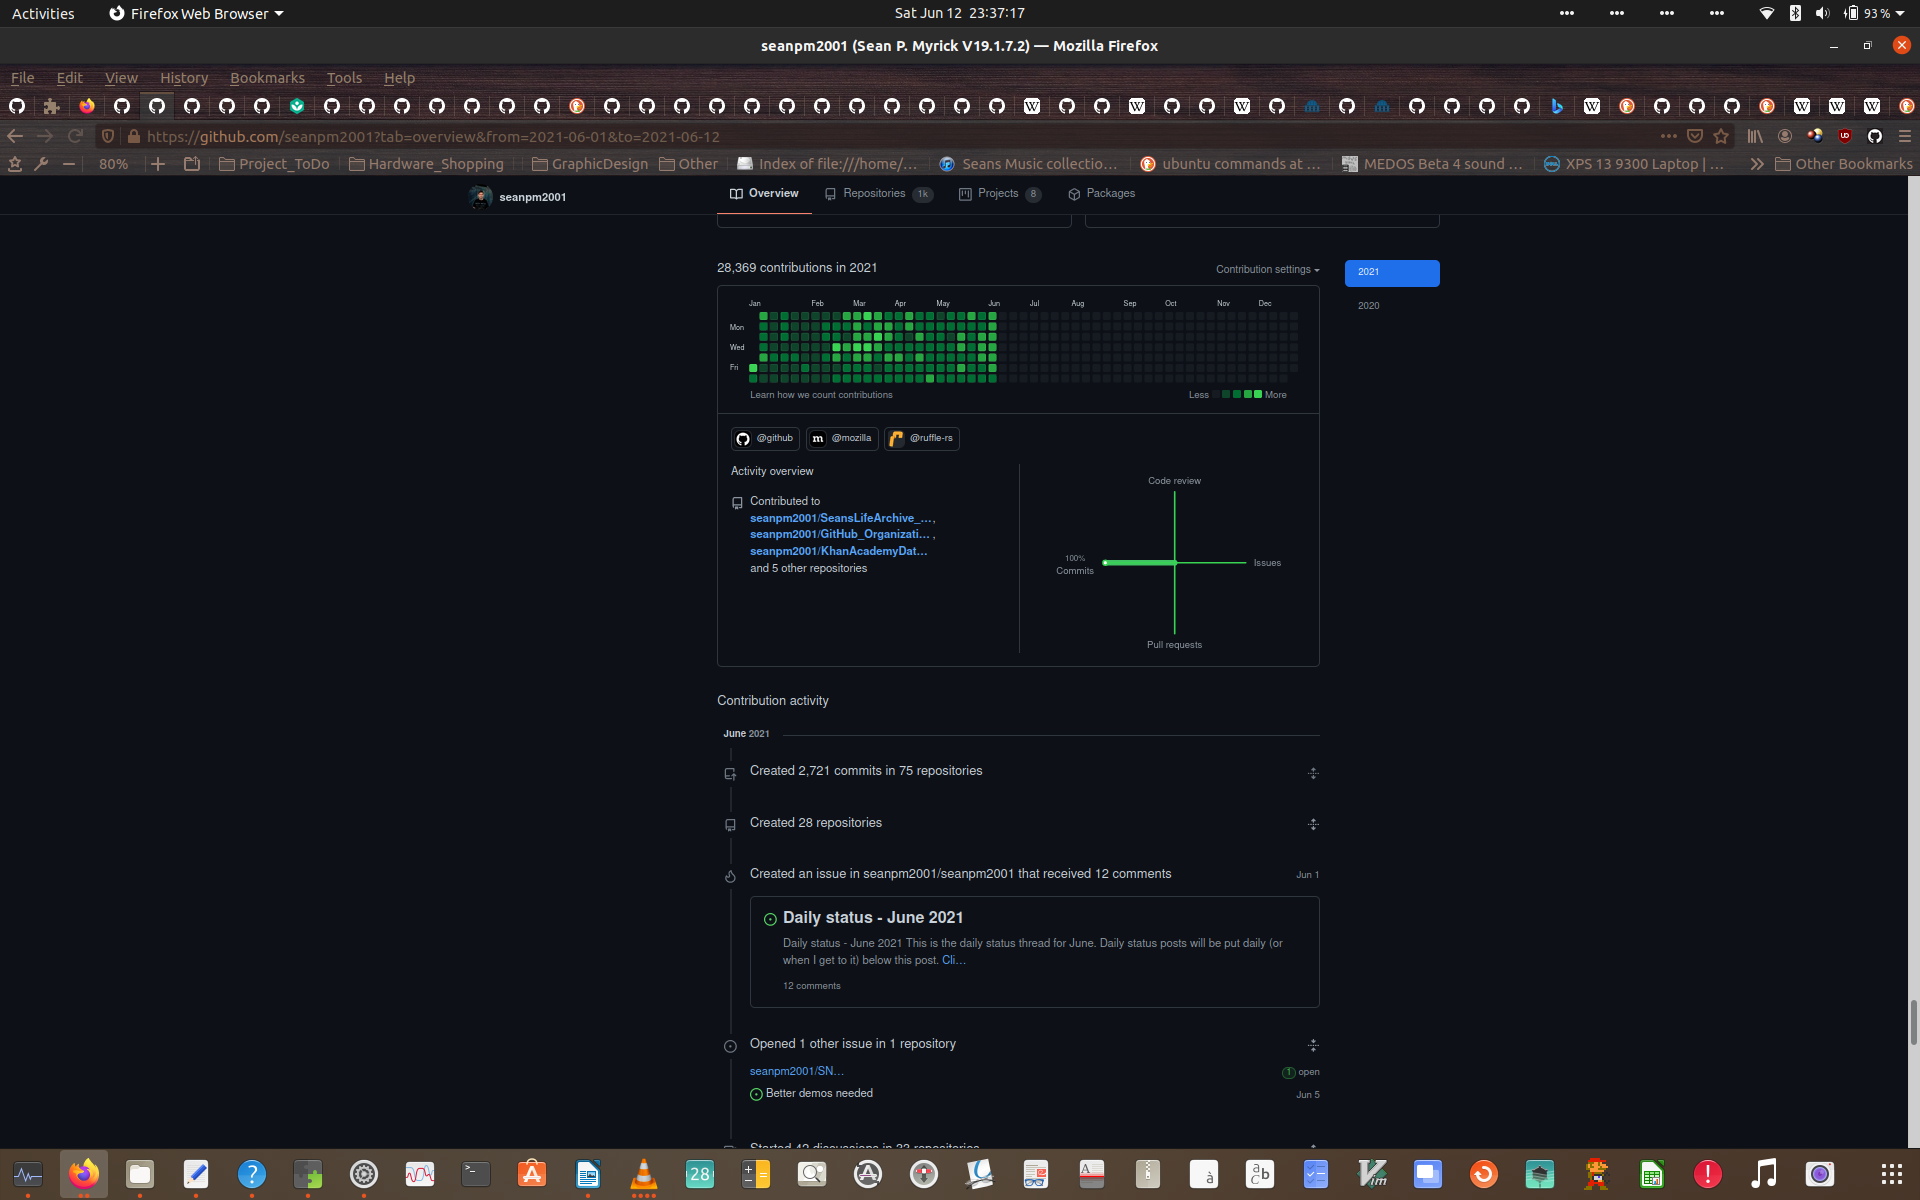 Activities
Firefox Web Browser
Sat Jun 12 23:37:17
93 %
seanpm2001 (Sean P. Myrick V19.1.7.2) — Mozilla Firefox
File Edit View History Bookmarks Tools Help
https://github.com/seanpm2001?tab=overview&from=2021-06-01&to=2021-06-12
80%
Project_ToDo
Hardware_Shopping
GraphicDesign
Other
Index of file:///home/…
Seans Music collectio…
ubuntu commands at …
MEDOS Beta 4 sound …
XPS 13 9300 Laptop | …
Other Bookmarks
seanpm2001
Overview
Repositories 1k
Projects 8
Packages
28,369 contributions in 2021
Contribution settings
2021
2020
Jan Feb Mar Apr May Jun Jul Aug Sep Oct Nov Dec
Mon
Wed
Fri
Learn how we count contributions
Less More
@github
@mozilla
@ruffle-rs
Activity overview
Contributed to
seanpm2001/SeansLifeArchive_…,
seanpm2001/GitHub_Organizati… ,
seanpm2001/KhanAcademyDat…
and 5 other repositories
Code review
100%
Commits
Issues
Pull requests
Contribution activity
June 2021
Created 2,721 commits in 75 repositories
Created 28 repositories
Created an issue in seanpm2001/seanpm2001 that received 12 comments
Jun 1
Daily status - June 2021
Daily status - June 2021 This is the daily status thread for June. Daily status posts will be put daily (or
when I get to it) below this post. Cli…
12 comments
Opened 1 other issue in 1 repository
seanpm2001/SN…
1 open
Better demos needed
Jun 5
Started 42 discussions in 33 repositories
28